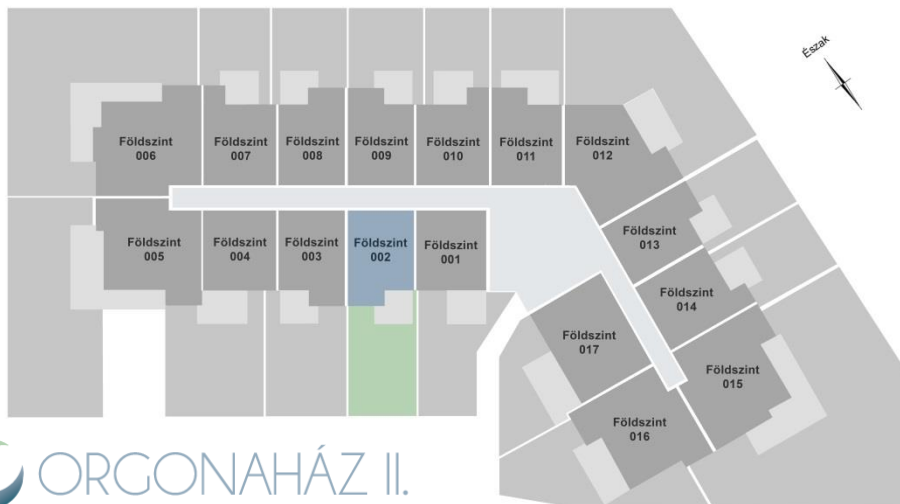 Észak
Földszint
006
Földszint
007
Földszint
008
Földszint
009
Földszint
010
Földszint
011
Földszint
012
Földszint
005
Földszint
004
Földszint
003
Földszint
002
Földszint
001
Földszint
013
Földszint
014
Földszint
017
Földszint
015
Földszint
016
ORGONAHÁZ II.